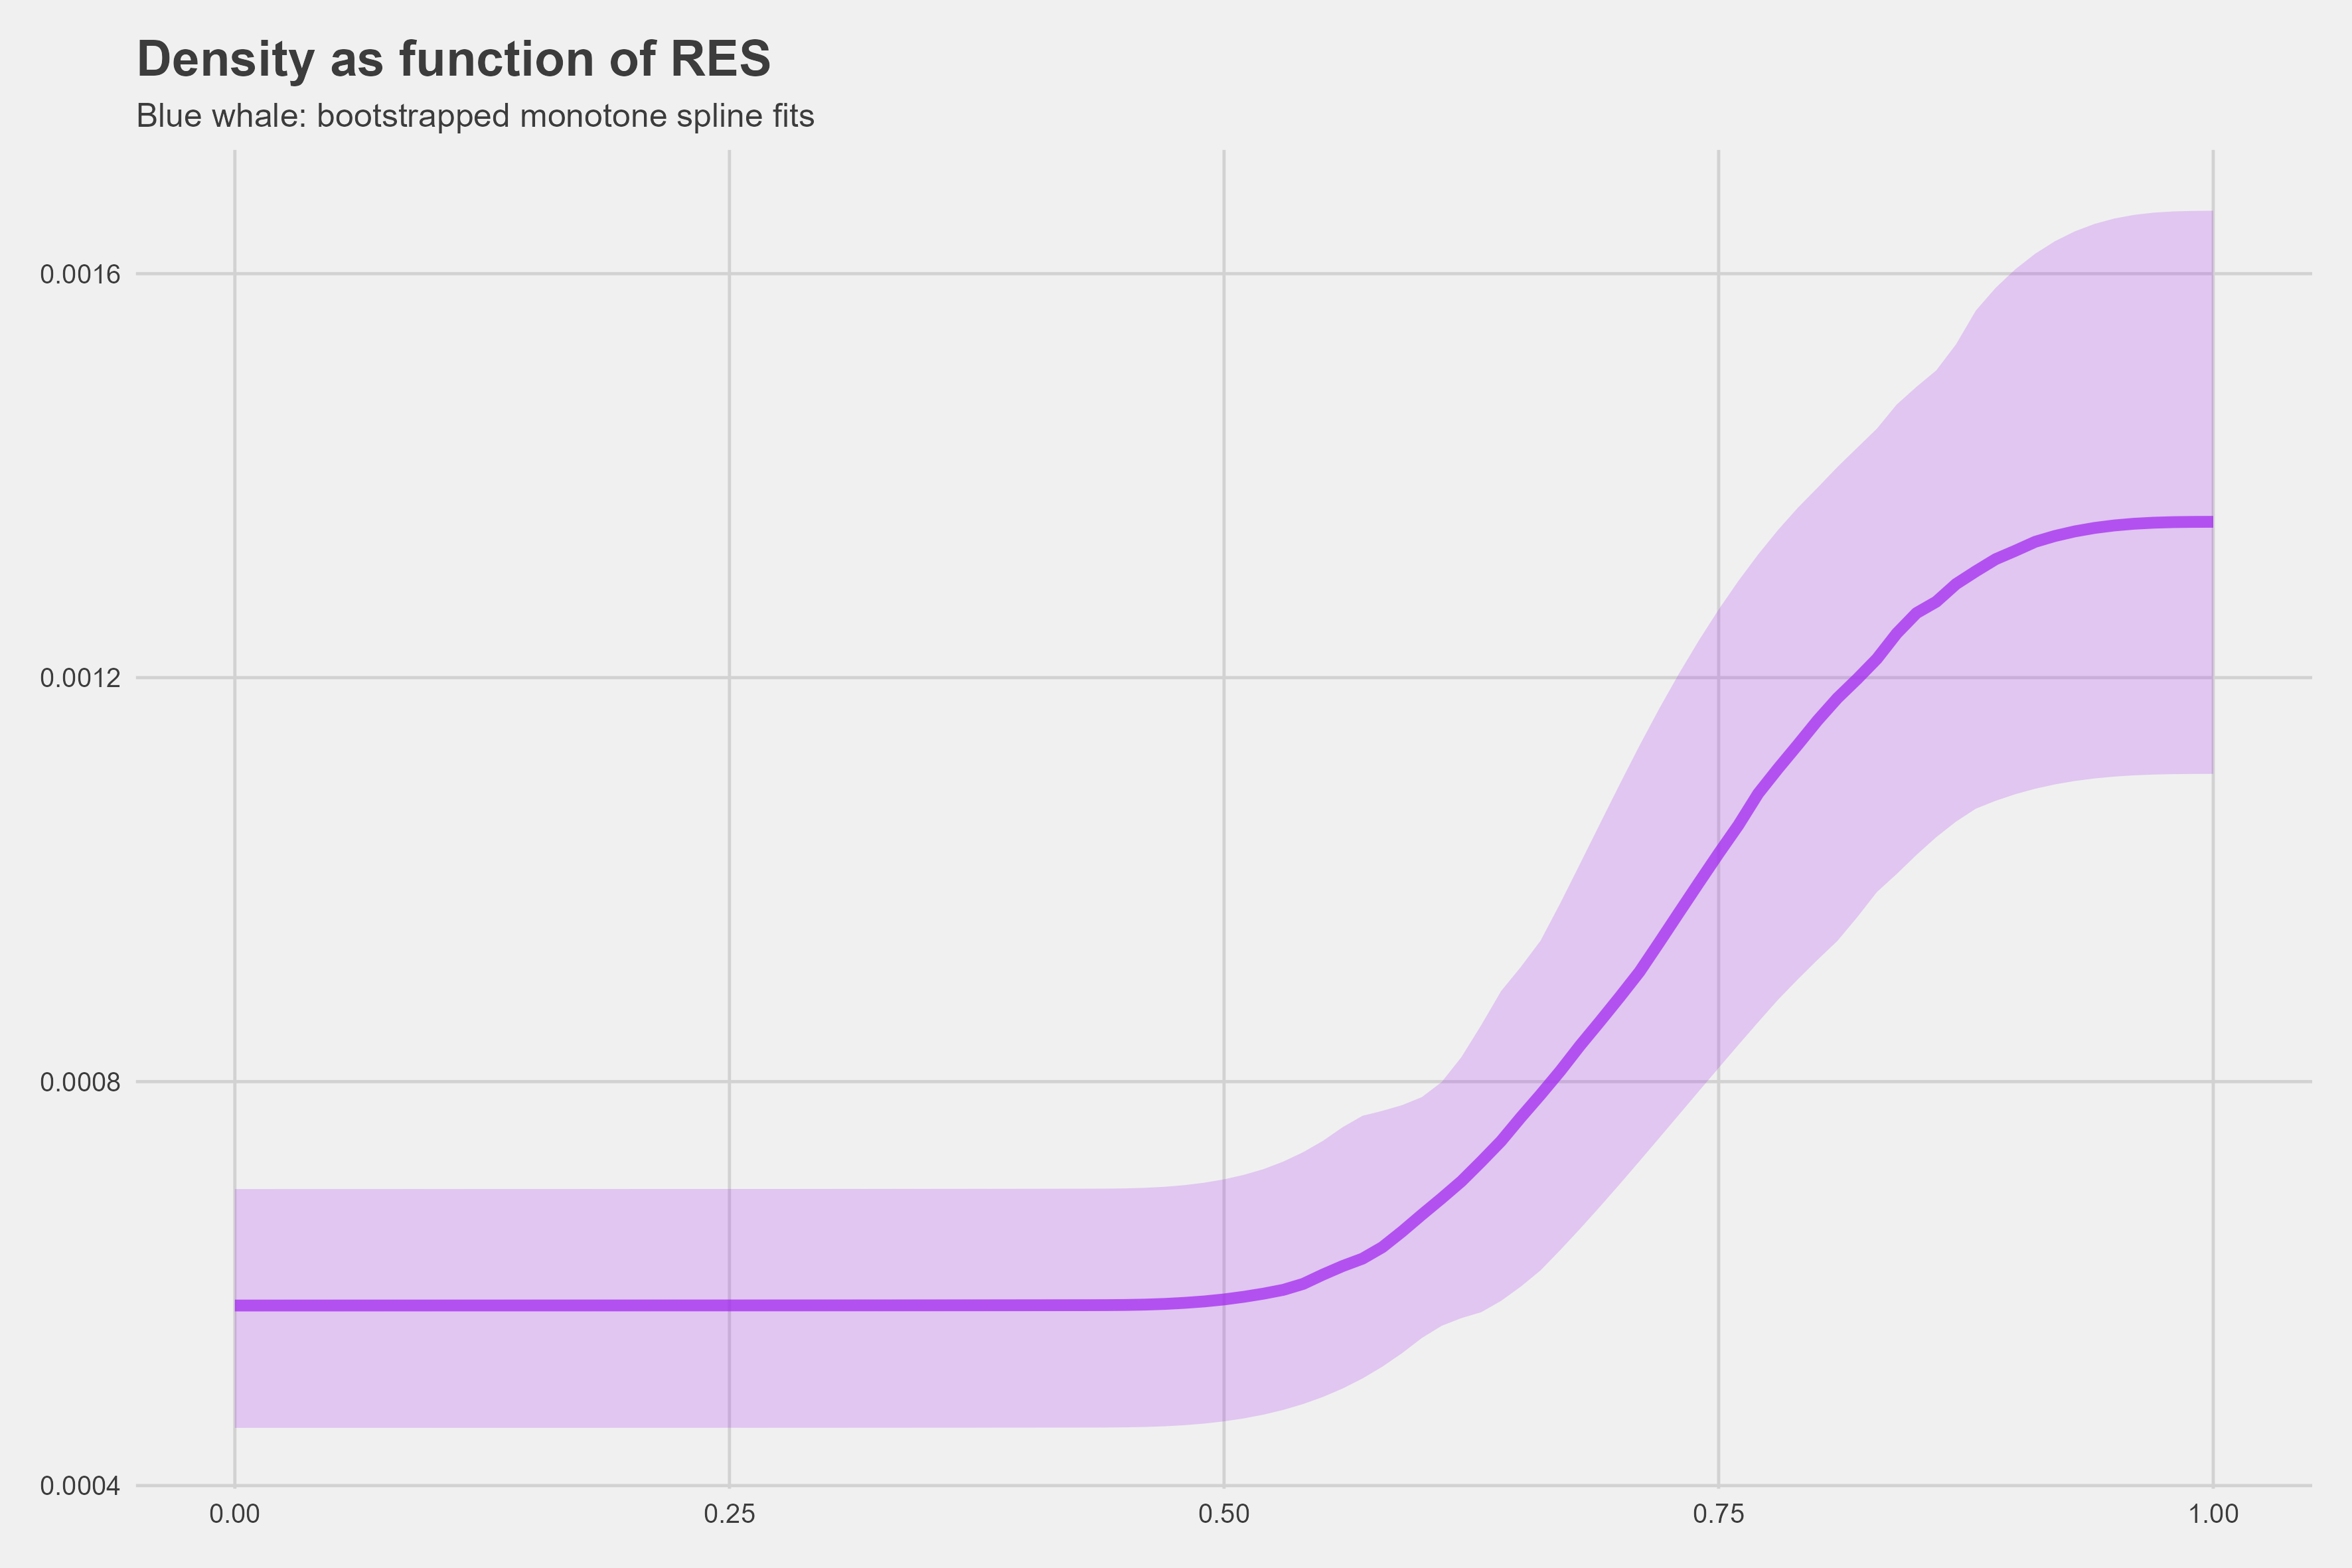 Density as function of RES
Blue whale: bootstrapped monotone spline fits
0.0016
0.0012
0.0008
0.0004
0.00 0.25 0.50 0.75 1.00